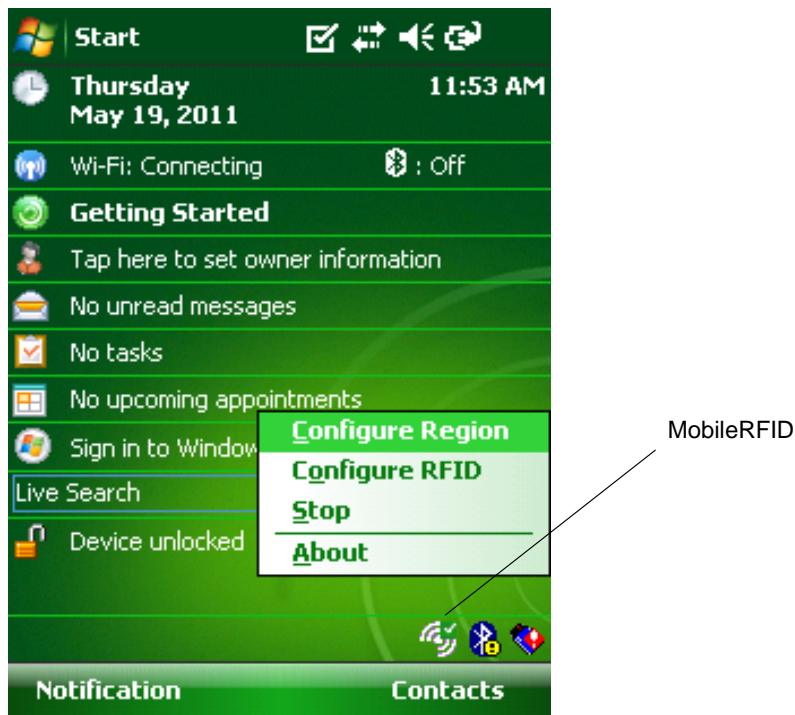 Start
Thursday 11:53 AM
May 19, 2011
Wi-Fi: Connecting : Off
Getting Started
Tap here to set owner information
No unread messages
No tasks
No upcoming appointments
Sign in to Window
Live Search
Device unlocked
Configure Region
Configure RFID
Stop
About
MobileRFID
Notification Contacts